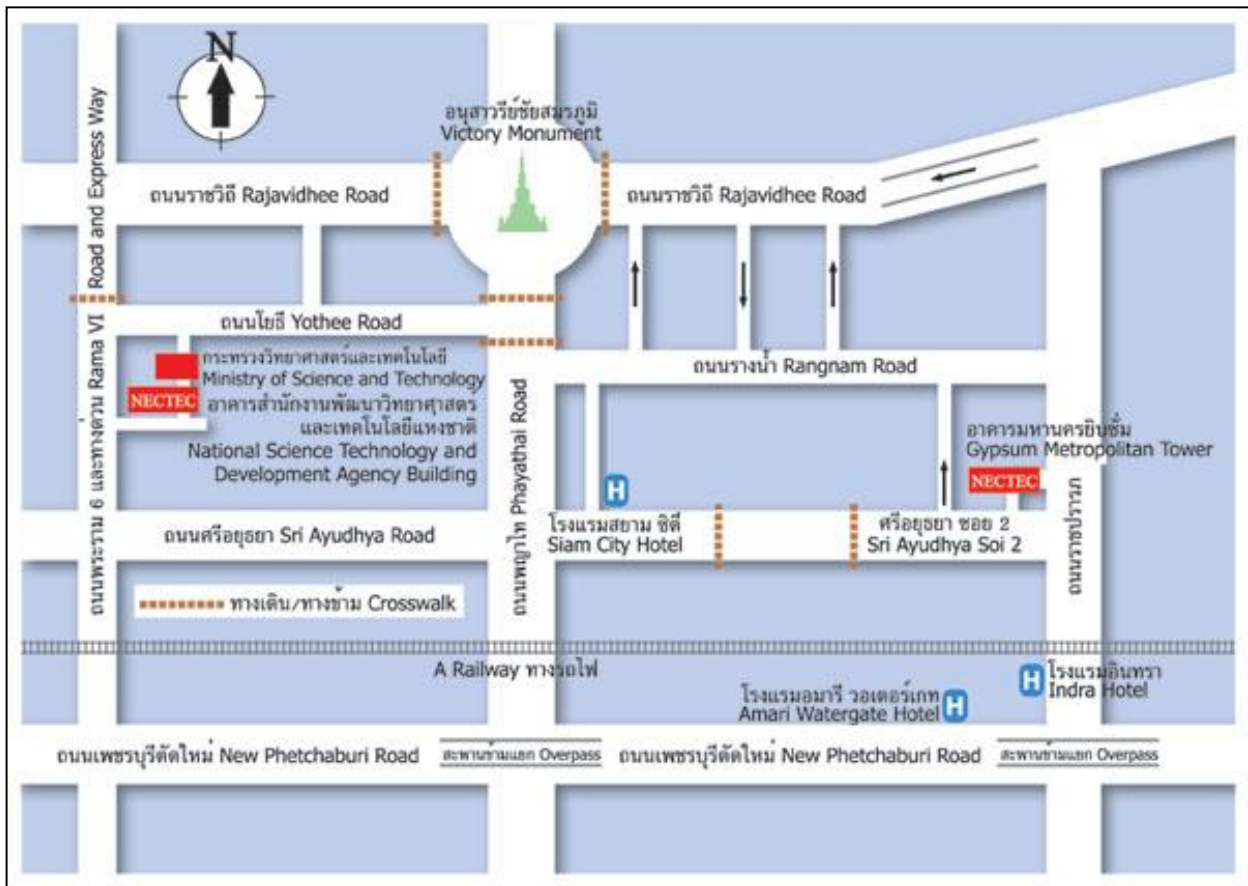 N
อนุสาวรีย์ชัยสมรภูมิ
Victory Monument
ถนนราชวิถี Rajavidhee Road
ถนนราชวิถี Rajavidhee Road
ถนนพระราม 6 และทางด่วน Rama VI Road and Express Way
ถนนโยธี Yothee Road
กระทรวงวิทยาศาสตร์และเทคโนโลยี
Ministry of Science and Technology
NECTEC
อาคารสำนักงานพัฒนาวิทยาศาสตร์
และเทคโนโลยีแห่งชาติ
National Science Technology and
Development Agency Building
ถนนพญาไท Phayathai Road
ถนนรางน้ำ Rangnam Road
อาคารมหานครยิบซั่ม
Gypsum Metropolitan Tower
NECTEC
H
ถนนศรีอยุธยา Sri Ayudhya Road
โรงแรมสยาม ซิตี
Siam City Hotel
ศรีอยุธยา ซอย 2
Sri Ayudhya Soi 2
ถนนราชปรารภ
ทางเดิน/ทางข้าม Crosswalk
A Railway ทางรถไฟ
H
โรงแรมอินทรา
Indra Hotel
โรงแรมอมารี วอเตอร์เกท
Amari Watergate Hotel
H
ถนนเพชรบุรีตัดใหม่ New Phetchaburi Road
สะพานข้ามแยก Overpass
ถนนเพชรบุรีตัดใหม่ New Phetchaburi Road
สะพานข้ามแยก Overpass